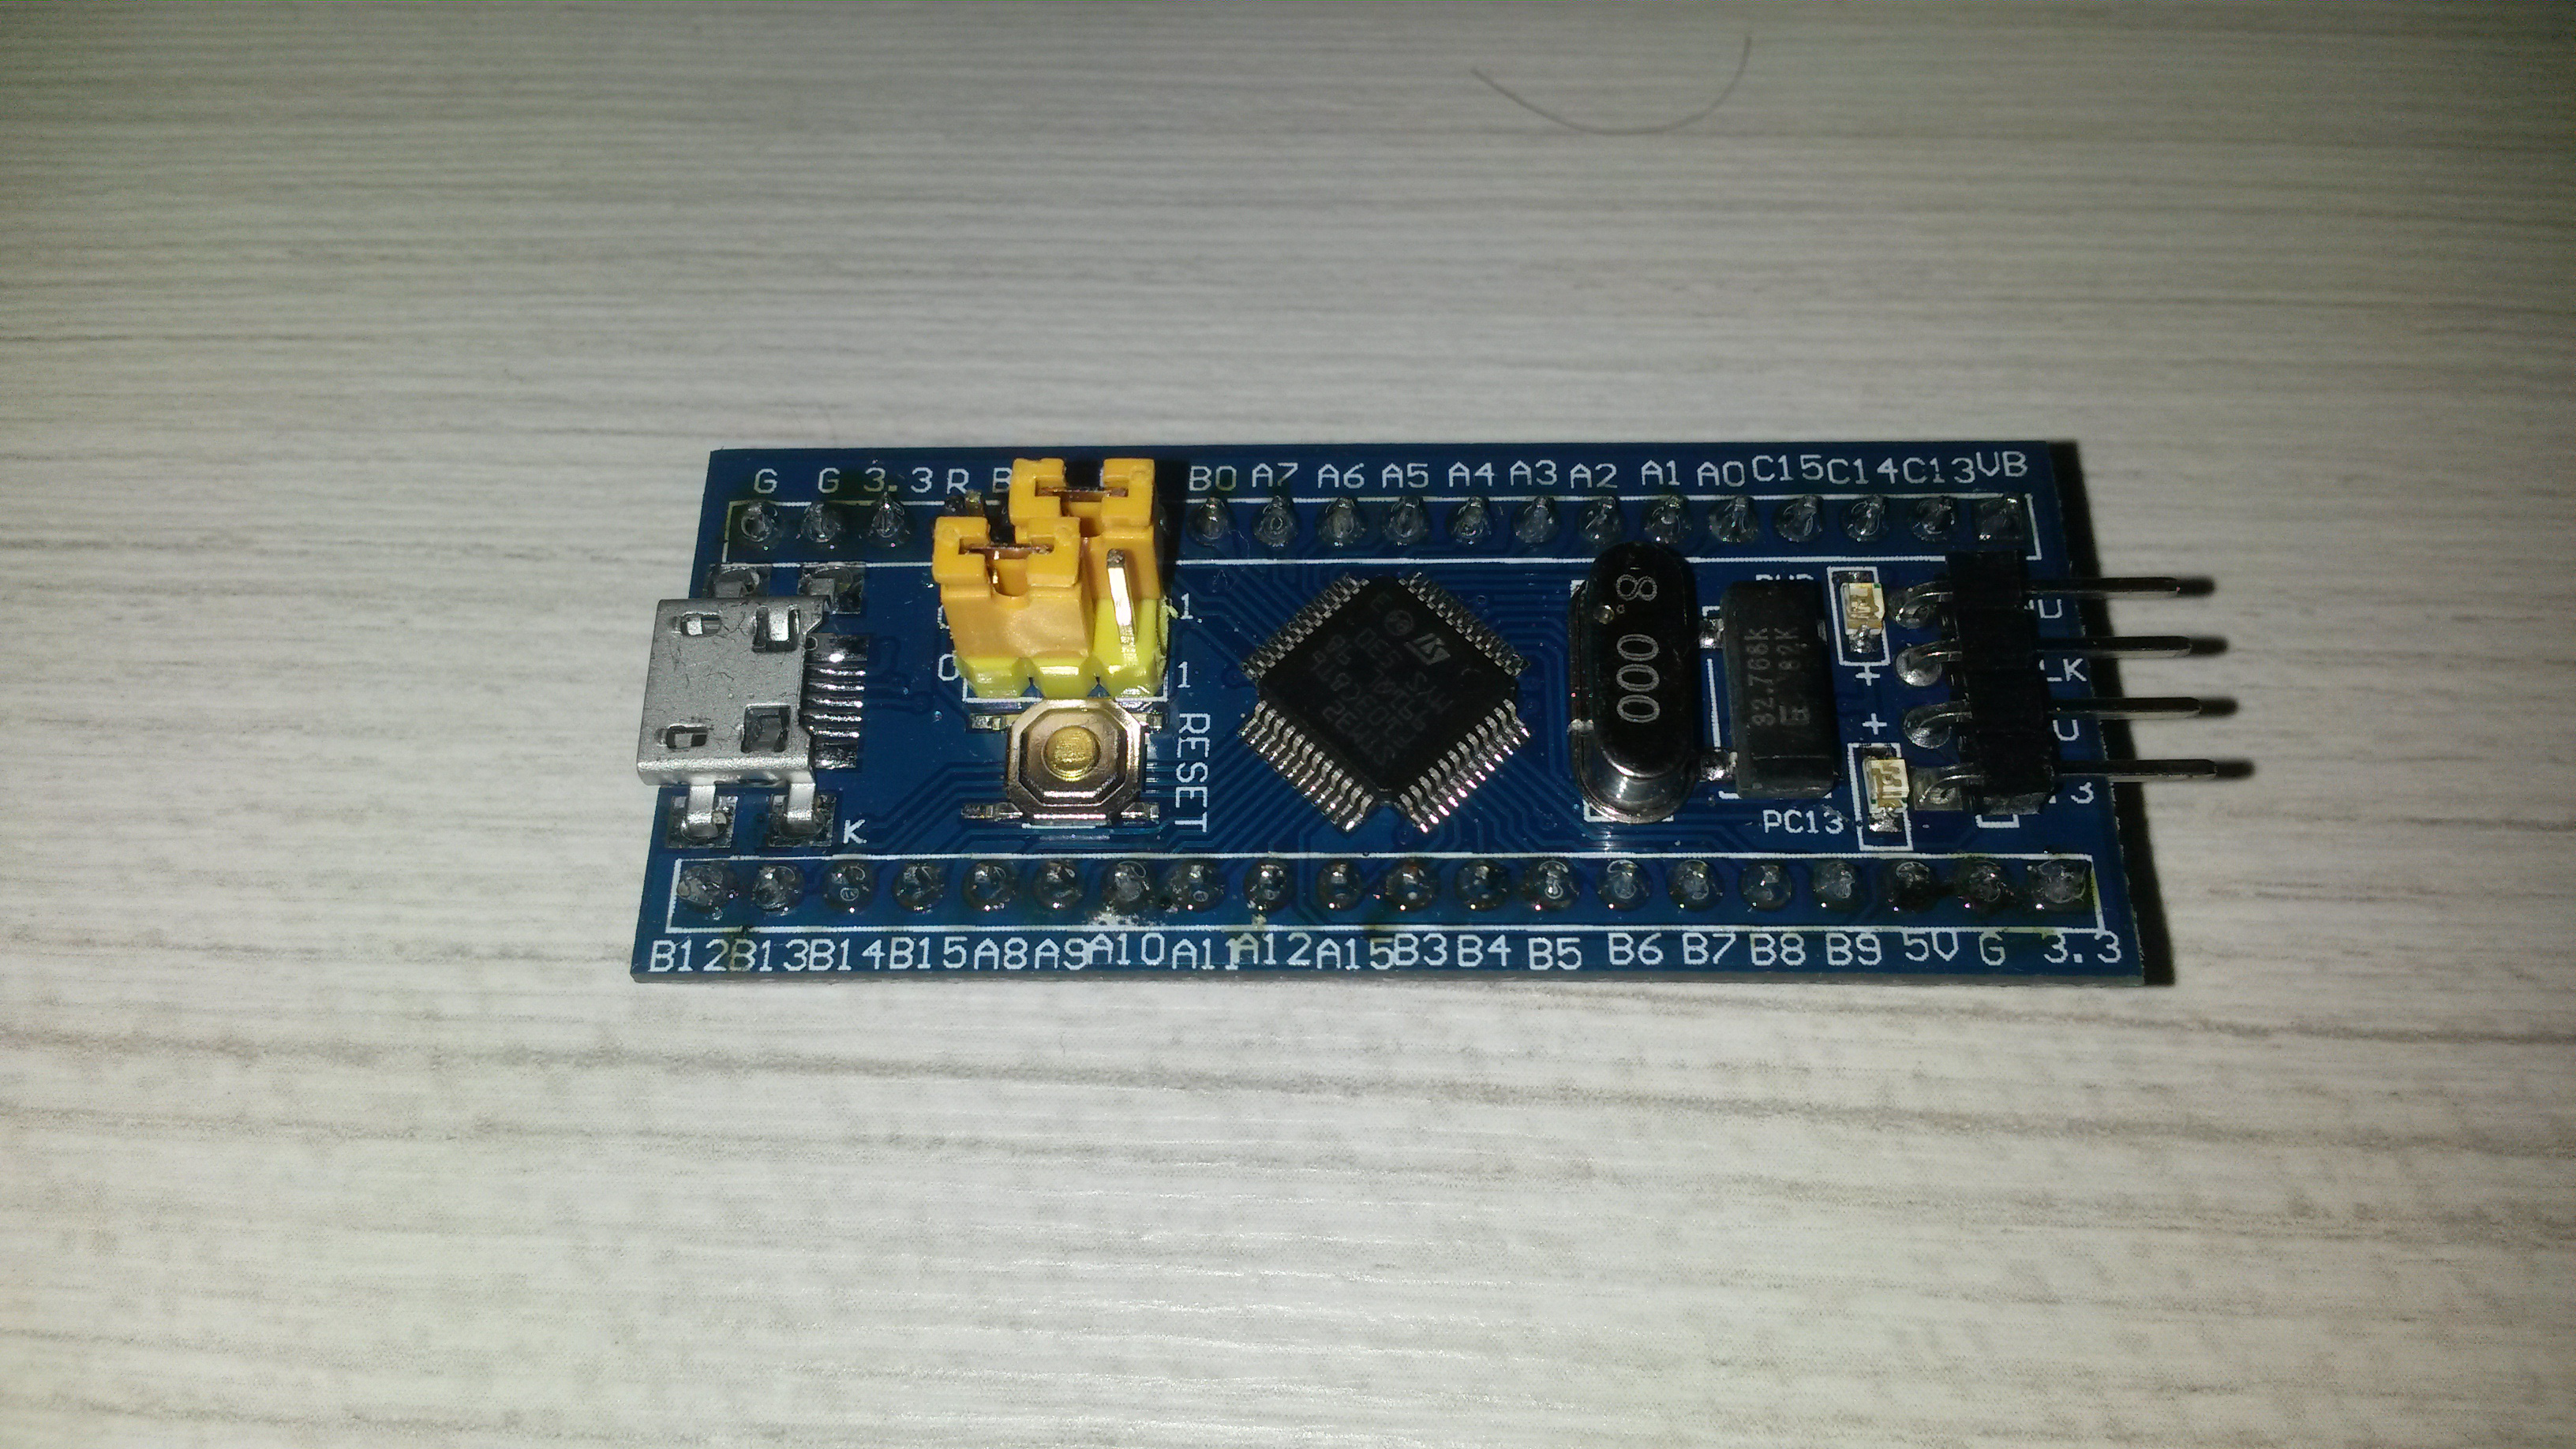 G G 3.3 R B
B0 A7 A6 A5 A4 A3 A2 A1 A0 C15 C14 C13 VB
1
0 1
RESET
ST
8.000
32.768K
+
+
PC13
K
B12 B13 B14 B15 A8 A9 A10 A11 A12 A15 B3 B4 B5 B6 B7 B8 B9 5V G 3.3